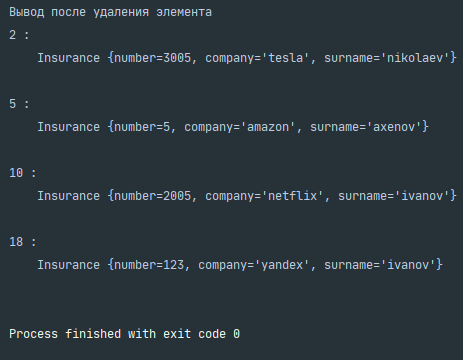 Вывод после удаления элемента
2 :
Insurance {number=3005, company='tesla', surname='nikolaev'}
5 :
Insurance {number=5, company='amazon', surname='axenov'}
10 :
Insurance {number=2005, company='netflix', surname='ivanov'}
18 :
Insurance {number=123, company='yandex', surname='ivanov'}
Process finished with exit code 0